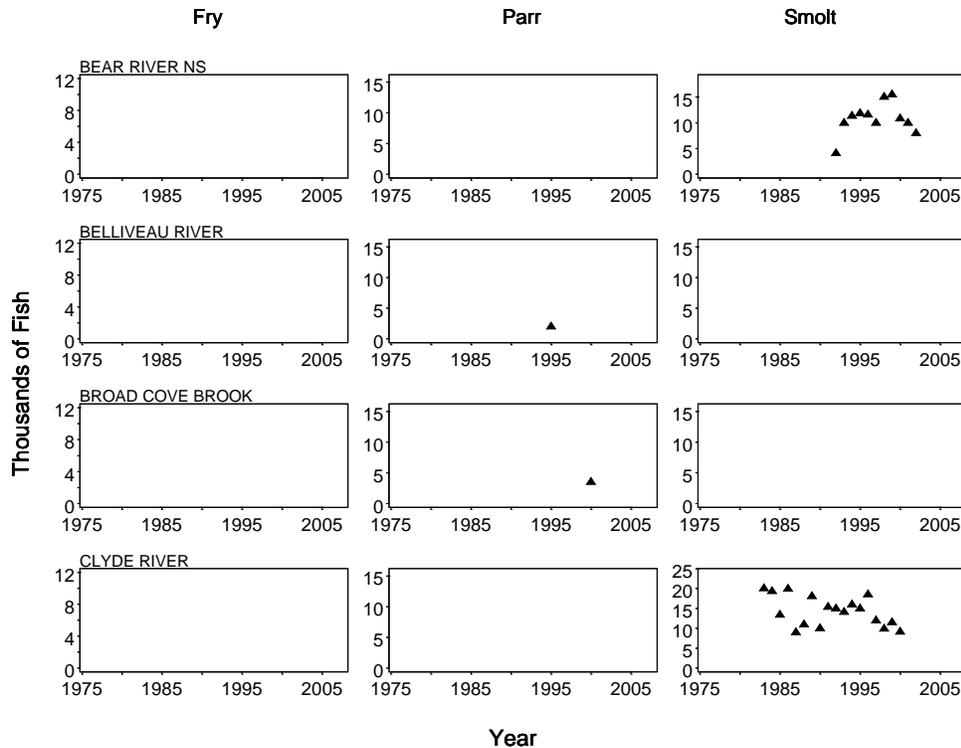 Fry Parr Smolt
BEAR RIVER NS
12 15 15
8 10 10
4 5 5
0 0 0
1975 1985 1995 2005 1975 1985 1995 2005 1975 1985 1995 2005
BELLIVEAU RIVER
12 15 15
8 10 10
4 5 5
0 0 0
1975 1985 1995 2005 1975 1985 1995 2005 1975 1985 1995 2005
BROAD COVE BROOK
12 15 15
8 10 10
4 5 5
0 0 0
1975 1985 1995 2005 1975 1985 1995 2005 1975 1985 1995 2005
CLYDE RIVER
12 15 25
8 10 20
4 5 15
0 0 10
5
0
1975 1985 1995 2005 1975 1985 1995 2005 1975 1985 1995 2005
Thousands of Fish
Year